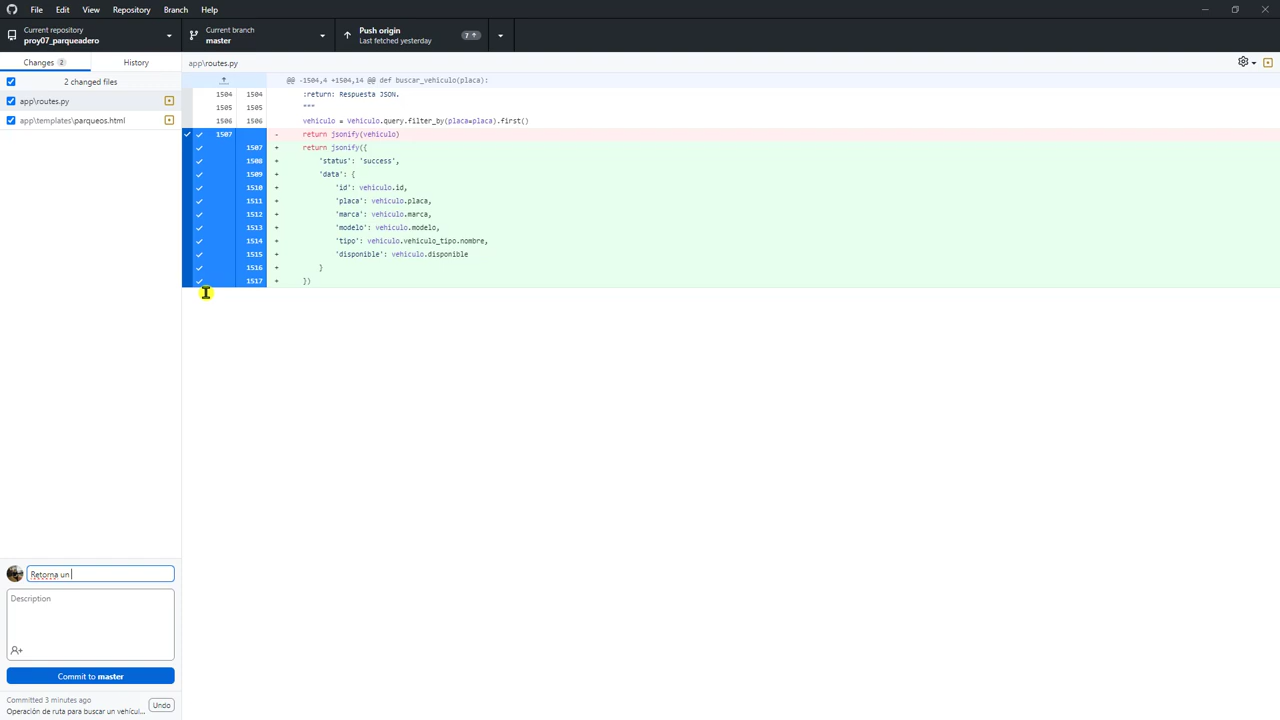 File Edit View Repository Branch Help
Current repository
proy07_parqueadero
Current branch
master
Push origin
Last fetched yesterday
7
Changes 2
History
2 changed files
app\routes.py
app\templates\parqueos.html
app\routes.py
@@ -1504,4 +1504,14 @@ def buscar_vehiculo(placa):
1504 1504 :return: Respuesta JSON.
1505 1505 """
1506 1506 vehiculo = Vehiculo.query.filter_by(placa=placa).first()
1507 - return jsonify(vehiculo)
1507 + return jsonify({
1508 + 'status': 'success',
1509 + 'data': {
1510 + 'id': vehiculo.id,
1511 + 'placa': vehiculo.placa,
1512 + 'marca': vehiculo.marca,
1513 + 'modelo': vehiculo.modelo,
1514 + 'tipo': vehiculo.vehiculo_tipo.nombre,
1515 + 'disponible': vehiculo.disponible
1516 + }
1517 + })
Retorna un
Description
Commit to master
Committed 3 minutes ago
Operación de ruta para buscar un vehícul...
Undo